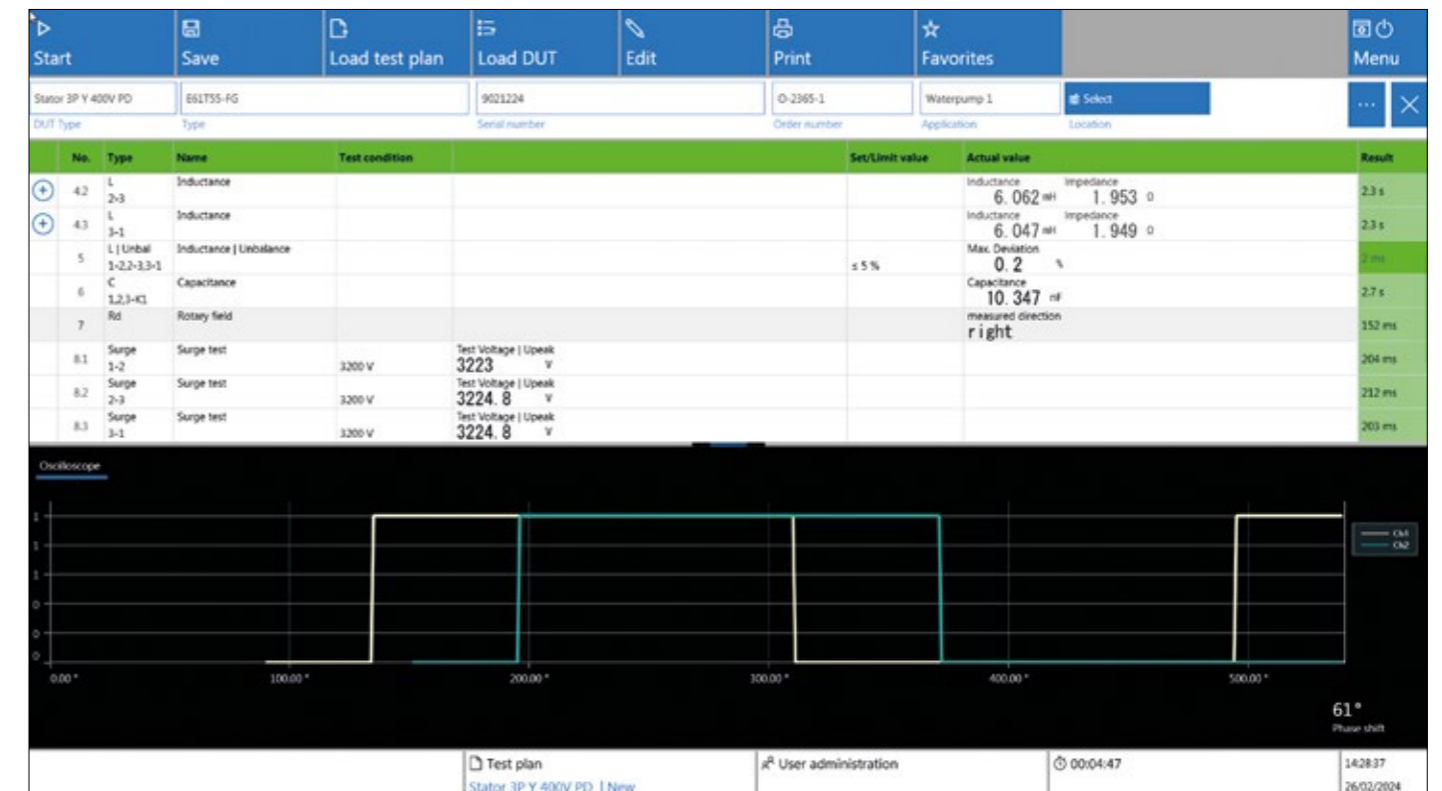 Start Save Load test plan Load DUT Edit Print Favorites Menu
Stator 3P Y 400V PD E61T55-FG 9021224 O-2365-1 Waterpump 1 Select ...
DUT Type Type Serial number Order number Application Location
No. Type Name Test condition Set/Limit value Actual value Result
4.2 L Inductance Inductance Impedance 2.3 s
2-3 6.062 mH 1.953 Ω
4.3 L Inductance Inductance Impedance 2.3 s
3-1 6.047 mH 1.949 Ω
5 L | Unbal Inductance | Unbalance Max. Deviation 2 ms
1-2,2-3,3-1 ≤ 5 % 0.2 %
6 C Capacitance Capacitance 2.7 s
1,2,3-K1 10.347 nF
7 Rd Rotary field measured direction 152 ms
right
8.1 Surge Surge test Test Voltage | Upeak 204 ms
1-2 3200 V 3223 V
8.2 Surge Surge test Test Voltage | Upeak 212 ms
2-3 3200 V 3224.8 V
8.3 Surge Surge test Test Voltage | Upeak 203 ms
3-1 3200 V 3224.8 V
Oscilloscope
1
1
1
0
0
0
Ch1
Ch2
0.00 ° 100.00 ° 200.00 ° 300.00 ° 400.00 ° 500.00 °
61°
Phase shift
Test plan User administration 00:04:47 14:28:37
Stator 3P Y 400V PD | New 26/02/2024